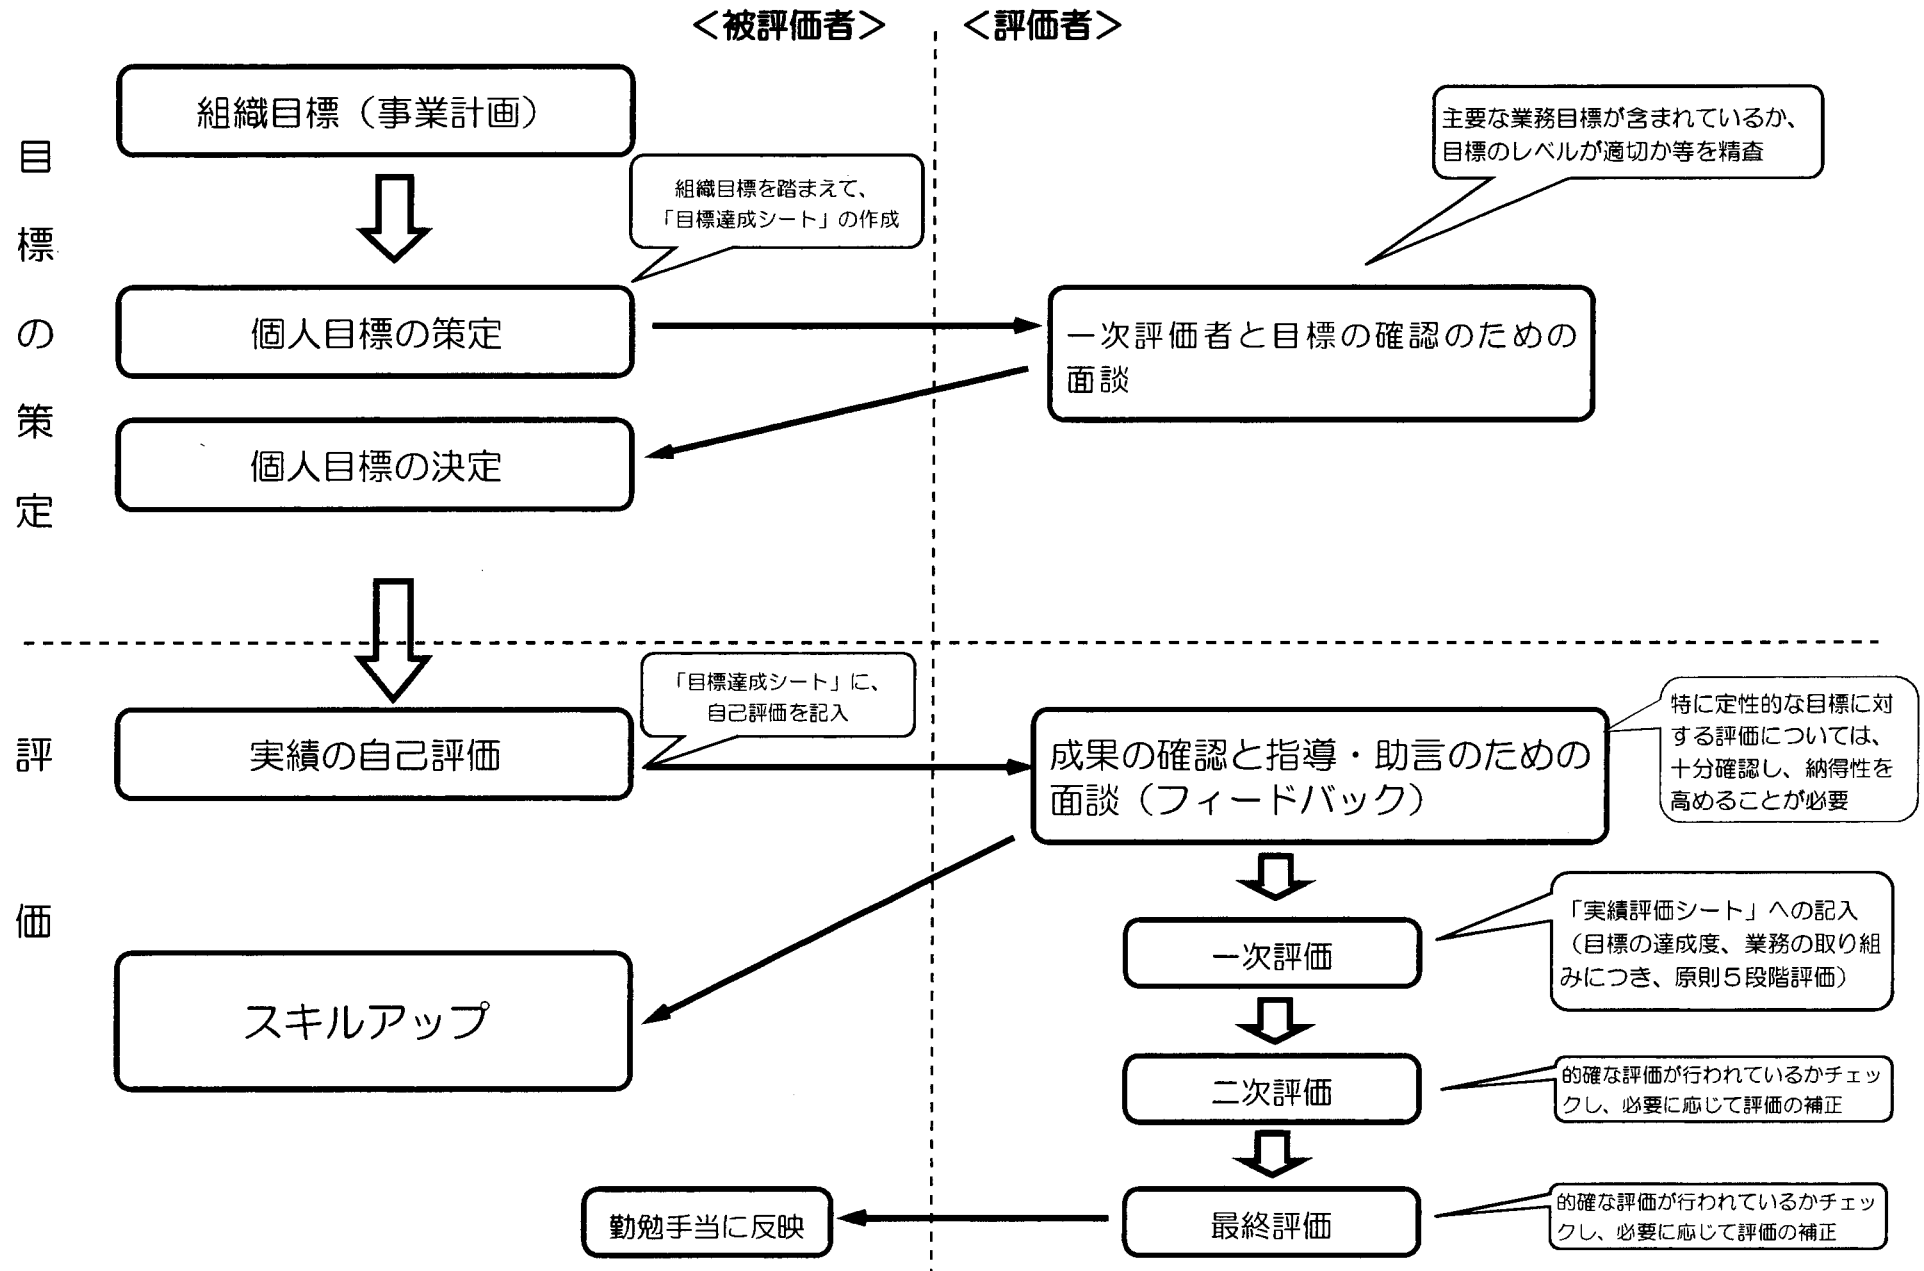 ＜被評価者＞
＜評価者＞
目標の策定
組織目標（事業計画）
組織目標を踏まえて、
「目標達成シート」の作成
主要な業務目標が含まれているか、
目標のレベルが適切か等を精査
個人目標の策定
一次評価者と目標の確認のための
面談
個人目標の決定
評価
「目標達成シート」に、
自己評価を記入
実績の自己評価
成果の確認と指導・助言のための
面談（フィードバック）
特に定性的な目標に対
する評価については、
十分確認し、納得性を
高めることが必要
一次評価
「実績評価シート」への記入
（目標の達成度、業務の取り組
みにつき、原則５段階評価）
スキルアップ
二次評価
的確な評価が行われているかチェッ
クし、必要に応じて評価の補正
勤勉手当に反映
最終評価
的確な評価が行われているかチェッ
クし、必要に応じて評価の補正